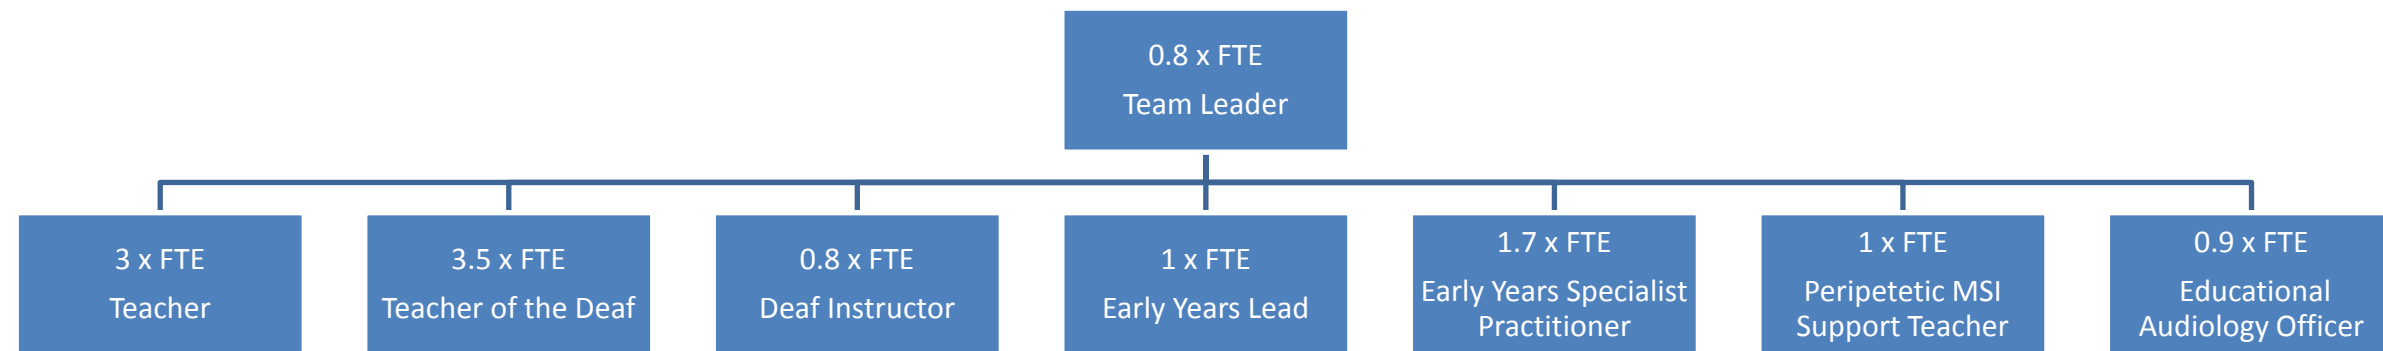 0.8 x FTE
Team Leader
3 x FTE
Teacher
3.5 x FTE
Teacher of the Deaf
0.8 x FTE
Deaf Instructor
1 x FTE
Early Years Lead
1.7 x FTE
Early Years Specialist
Practitioner
1 x FTE
Peripetetic MSI
Support Teacher
0.9 x FTE
Educational
Audiology Officer